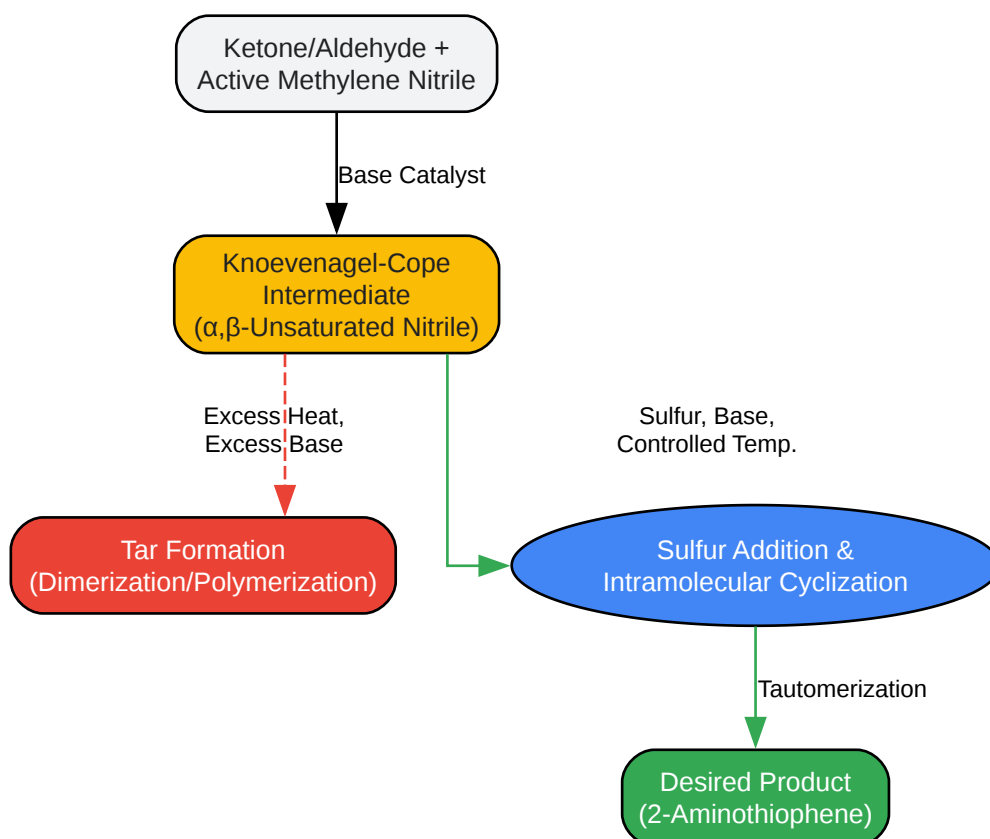 Ketone/Aldehyde +
Active Methylene Nitrile
Base Catalyst
Knoevenagel-Cope
Intermediate
(α,β-Unsaturated Nitrile)
Excess Heat,
Excess Base
Sulfur, Base,
Controlled Temp.
Tar Formation
(Dimerization/Polymerization)
Sulfur Addition &
Intramolecular Cyclization
Tautomerization
Desired Product
(2-Aminothiophene)